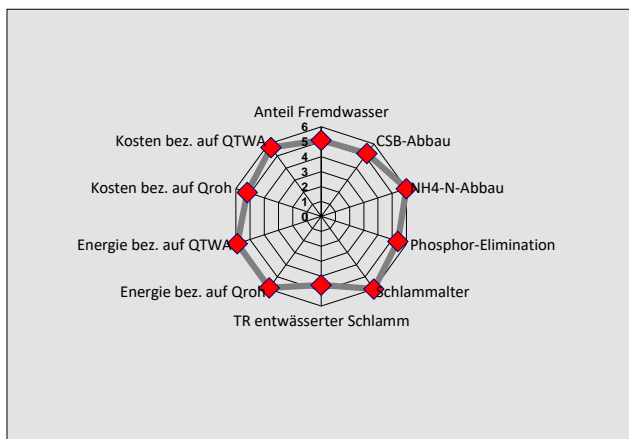 Anteil Fremdwasser
6
Kosten bez. auf QTWA
5
CSB-Abbau
4
3
Kosten bez. auf Qroh
2
NH4-N-Abbau
1
0
Energie bez. auf QTWA
Phosphor-Elimination
Energie bez. auf Qroh
Schlammalter
TR entwässerter Schlamm